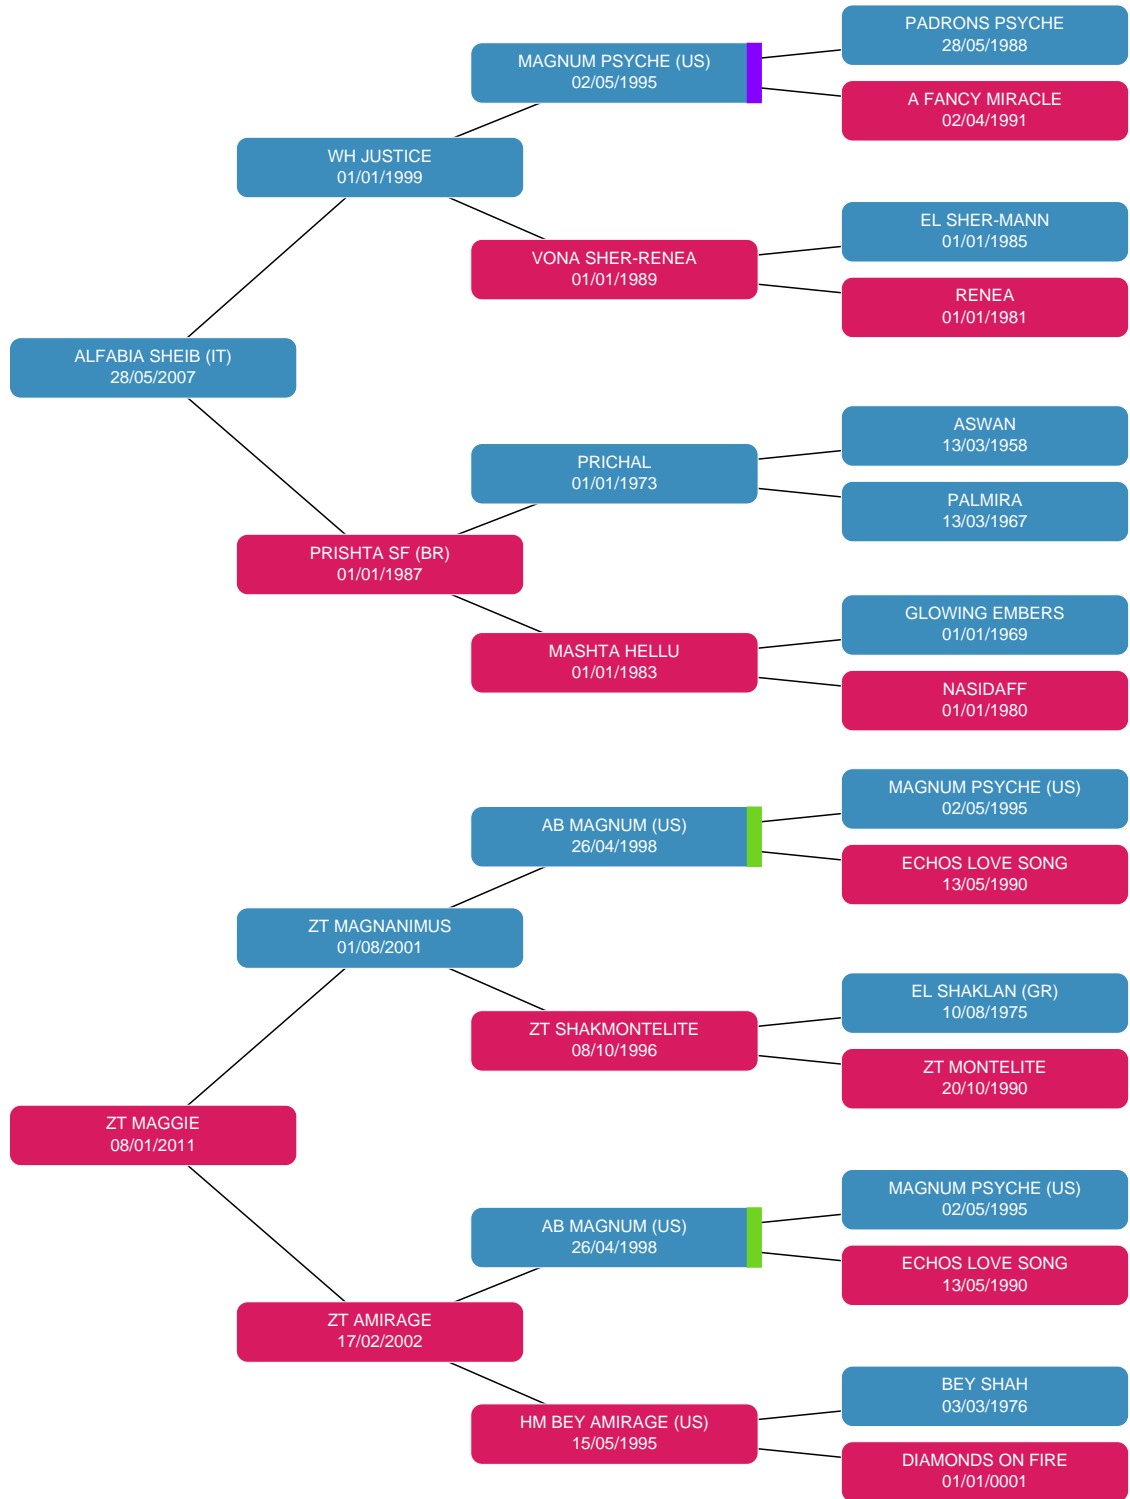 PADRONS PSYCHE
28/05/1988
MAGNUM PSYCHE (US)
02/05/1995
A FANCY MIRACLE
02/04/1991
WH JUSTICE
01/01/1999
EL SHER-MANN
01/01/1985
VONA SHER-RENEA
01/01/1989
RENEA
01/01/1981
ALFABIA SHEIB (IT)
28/05/2007
ASWAN
13/03/1958
PRICHAL
01/01/1973
PALMIRA
13/03/1967
PRISHTA SF (BR)
01/01/1987
GLOWING EMBERS
01/01/1969
MASHTA HELLU
01/01/1983
NASIDAFF
01/01/1980
MAGNUM PSYCHE (US)
02/05/1995
AB MAGNUM (US)
26/04/1998
ECHOS LOVE SONG
13/05/1990
ZT MAGNANIMUS
01/08/2001
EL SHAKLAN (GR)
10/08/1975
ZT SHAKMONTELITE
08/10/1996
ZT MONTELITE
20/10/1990
ZT MAGGIE
08/01/2011
MAGNUM PSYCHE (US)
02/05/1995
AB MAGNUM (US)
26/04/1998
ECHOS LOVE SONG
13/05/1990
ZT AMIRAGE
17/02/2002
BEY SHAH
03/03/1976
HM BEY AMIRAGE (US)
15/05/1995
DIAMONDS ON FIRE
01/01/0001